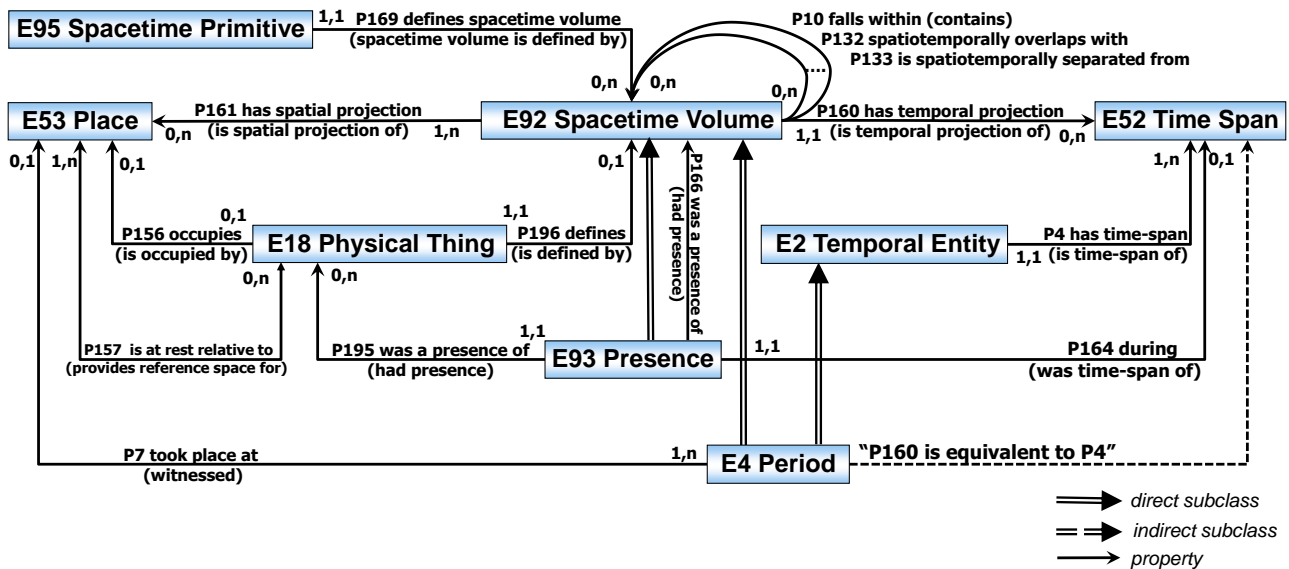 E95 Spacetime Primitive
1,1
P169 defines spacetime volume
(spacetime volume is defined by)
P10 falls within (contains)
P132 spatiotemporally overlaps with
P133 is spatiotemporally separated from
....
0,n
0,n
0,n
E53 Place
P161 has spatial projection
(is spatial projection of)
0,n
1,n
E92 Spacetime Volume
P160 has temporal projection
(is temporal projection of)
1,1
0,n
E52 Time Span
0,1
1,n
0,1
0,1
1,n
0,1
P166 was a presence of
(had presence)
0,1
P156 occupies
(is occupied by)
E18 Physical Thing
1,1
P196 defines
(is defined by)
E2 Temporal Entity
P4 has time-span
(is time-span of)
1,1
0,n
0,n
P157 is at rest relative to
(provides reference space for)
P195 was a presence of
(had presence)
1,1
E93 Presence
1,1
P164 during
(was time-span of)
P7 took place at
(witnessed)
1,n
E4 Period
“P160 is equivalent to P4”
direct subclass
indirect subclass
property